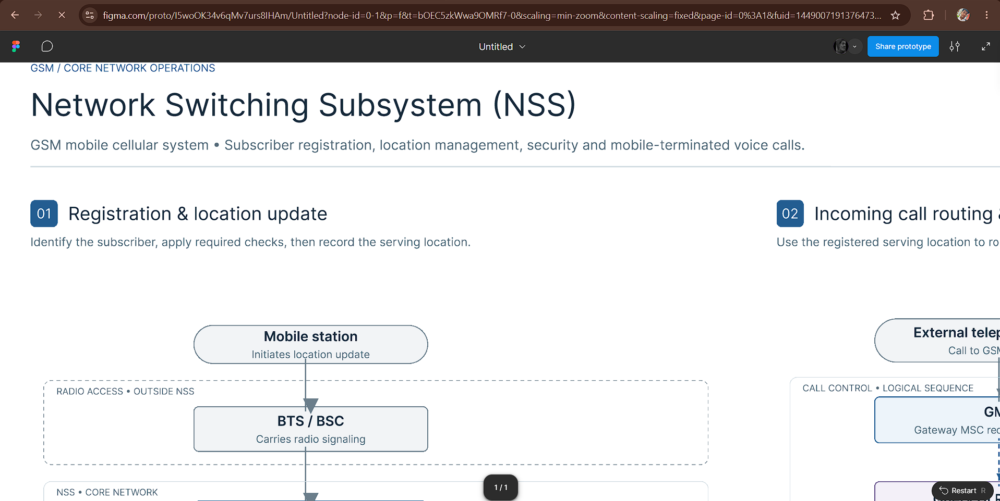 figma.com/proto/I5woOK34v6qMv7urs8IHAm/Untitled?node-id=0-1&p=f&t=bOEC5zkWwa9OMRf7-0&scaling=min-zoom&content-scaling=fixed&page-id=0%3A1&fuid=1449007191376473...
Untitled
Share prototype
GSM / CORE NETWORK OPERATIONS
Network Switching Subsystem (NSS)
GSM mobile cellular system • Subscriber registration, location management, security and mobile-terminated voice calls.
01 Registration & location update
Identify the subscriber, apply required checks, then record the serving location.
Mobile station
Initiates location update
RADIO ACCESS • OUTSIDE NSS
BTS / BSC
Carries radio signaling
NSS • CORE NETWORK
02 Incoming call routing
Use the registered serving location to
External
Call to
CALL CONTROL • LOGICAL SEQUENCE
Gateway MSC
1 / 1
Restart R